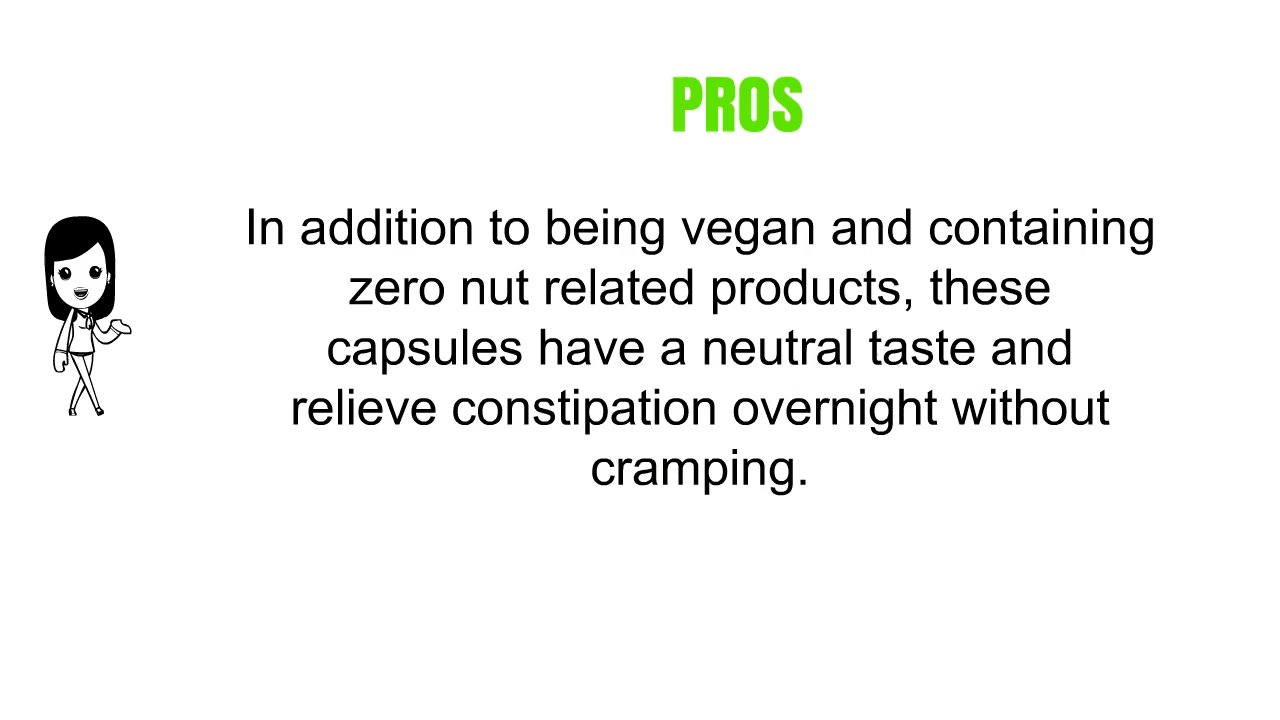 PROS
In addition to being vegan and containing
zero nut related products, these
capsules have a neutral taste and
relieve constipation overnight without
cramping.